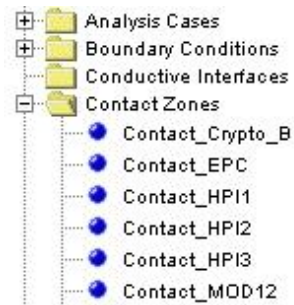 Analysis Cases
Boundary Conditions
Conductive Interfaces
Contact Zones
Contact_Crypto_B
Contact_EPC
Contact_HPI1
Contact_HPI2
Contact_HPI3
Contact_MOD12